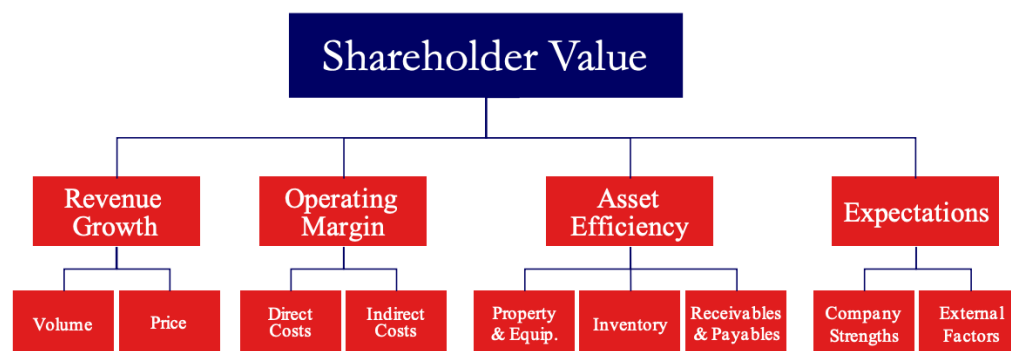 Shareholder Value
Revenue
Growth
Operating
Margin
Asset
Efficiency
Expectations
Volume
Price
Direct
Costs
Indirect
Costs
Property
& Equip.
Inventory
Receivables
& Payables
Company
Strengths
External
Factors